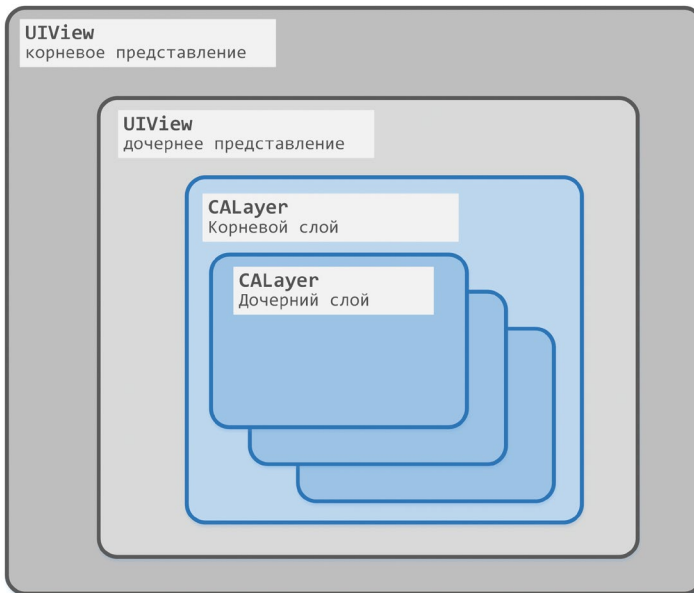 UIView
корневое представление
UIView
дочернее представление
CALayer
Корневой слой
CALayer
Дочерний слой